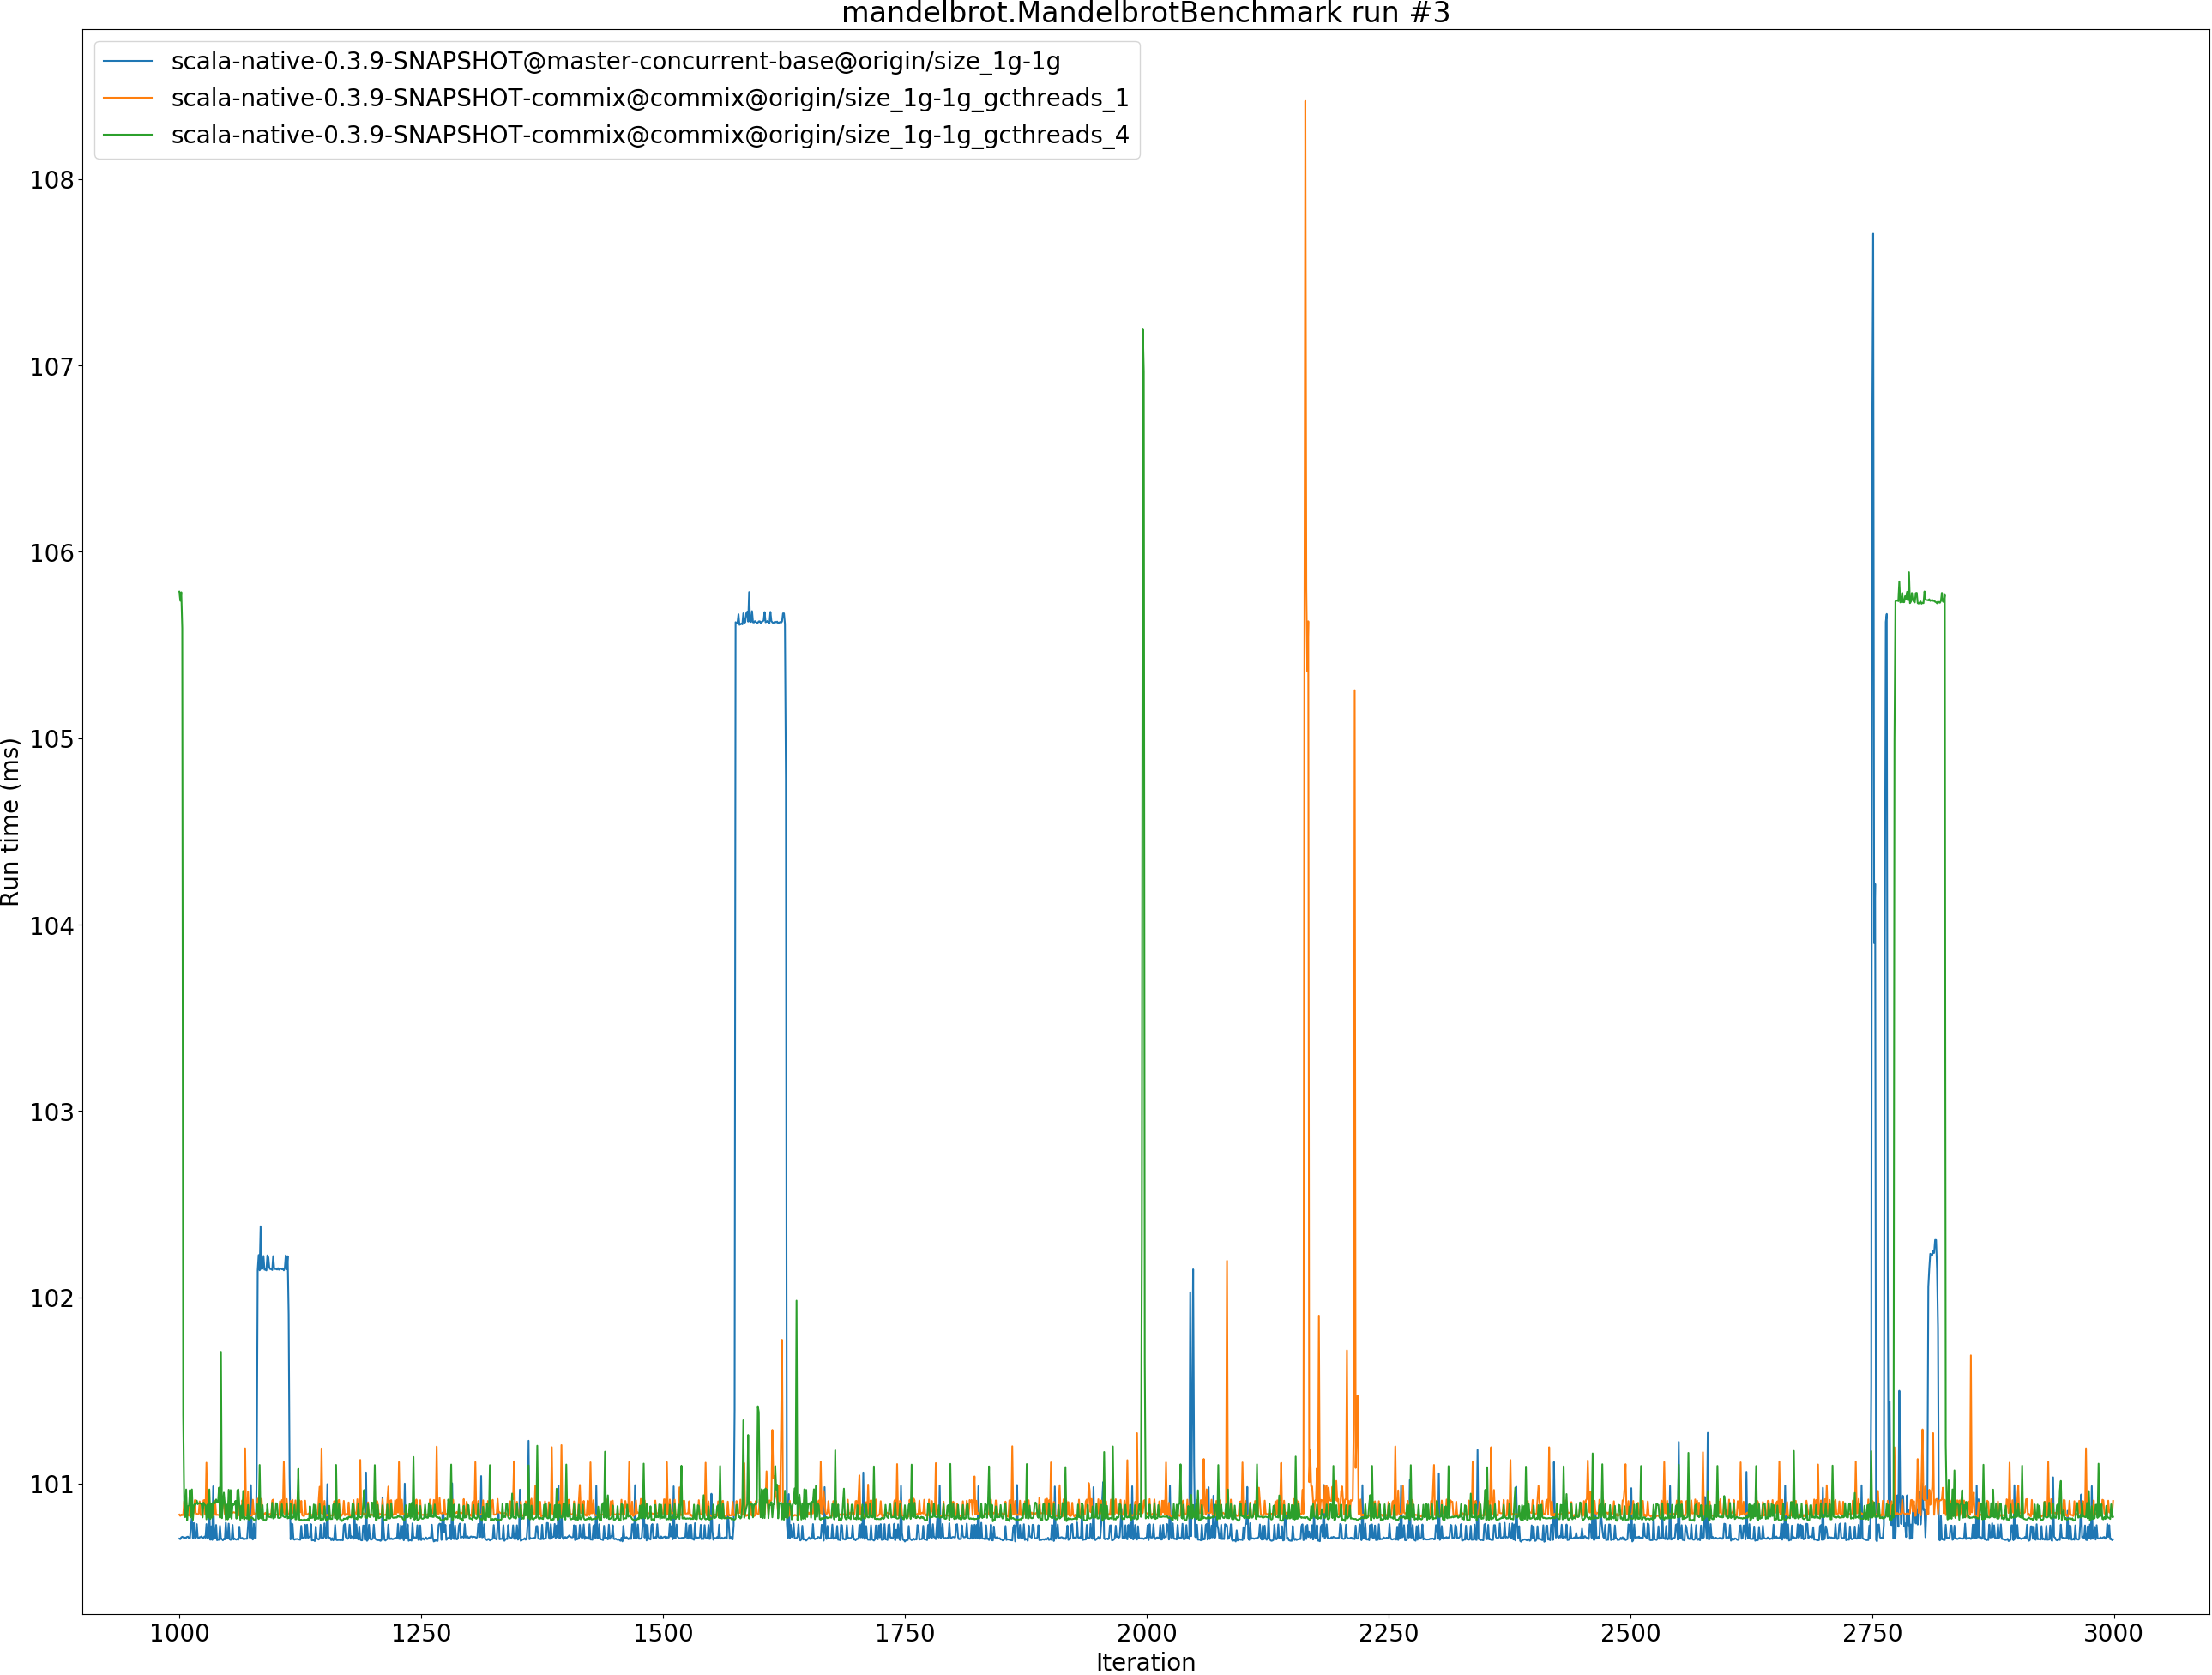 mandelbrot.MandelbrotBenchmark run #3
scala-native-0.3.9-SNAPSHOT@master-concurrent-base@origin/size_1g-1g
scala-native-0.3.9-SNAPSHOT-commix@commix@origin/size_1g-1g_gcthreads_1
scala-native-0.3.9-SNAPSHOT-commix@commix@origin/size_1g-1g_gcthreads_4
108
107
106
105
104
103
102
101
Run time (ms)
1000 1250 1500 1750 2000 2250 2500 2750 3000
Iteration